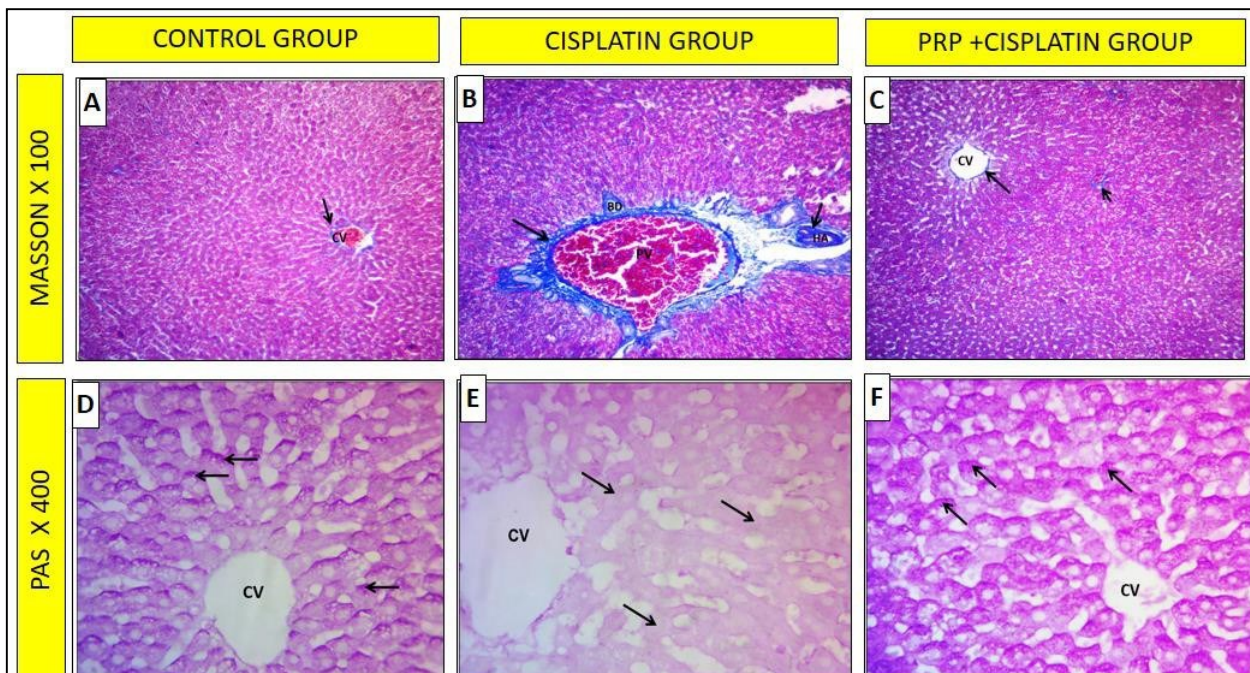 CONTROL GROUP
CISPLATIN GROUP
PRP +CISPLATIN GROUP
MASSON X 100
A
CV
B
BD
PV
HA
C
CV
PAS X 400
D
CV
E
CV
F
CV